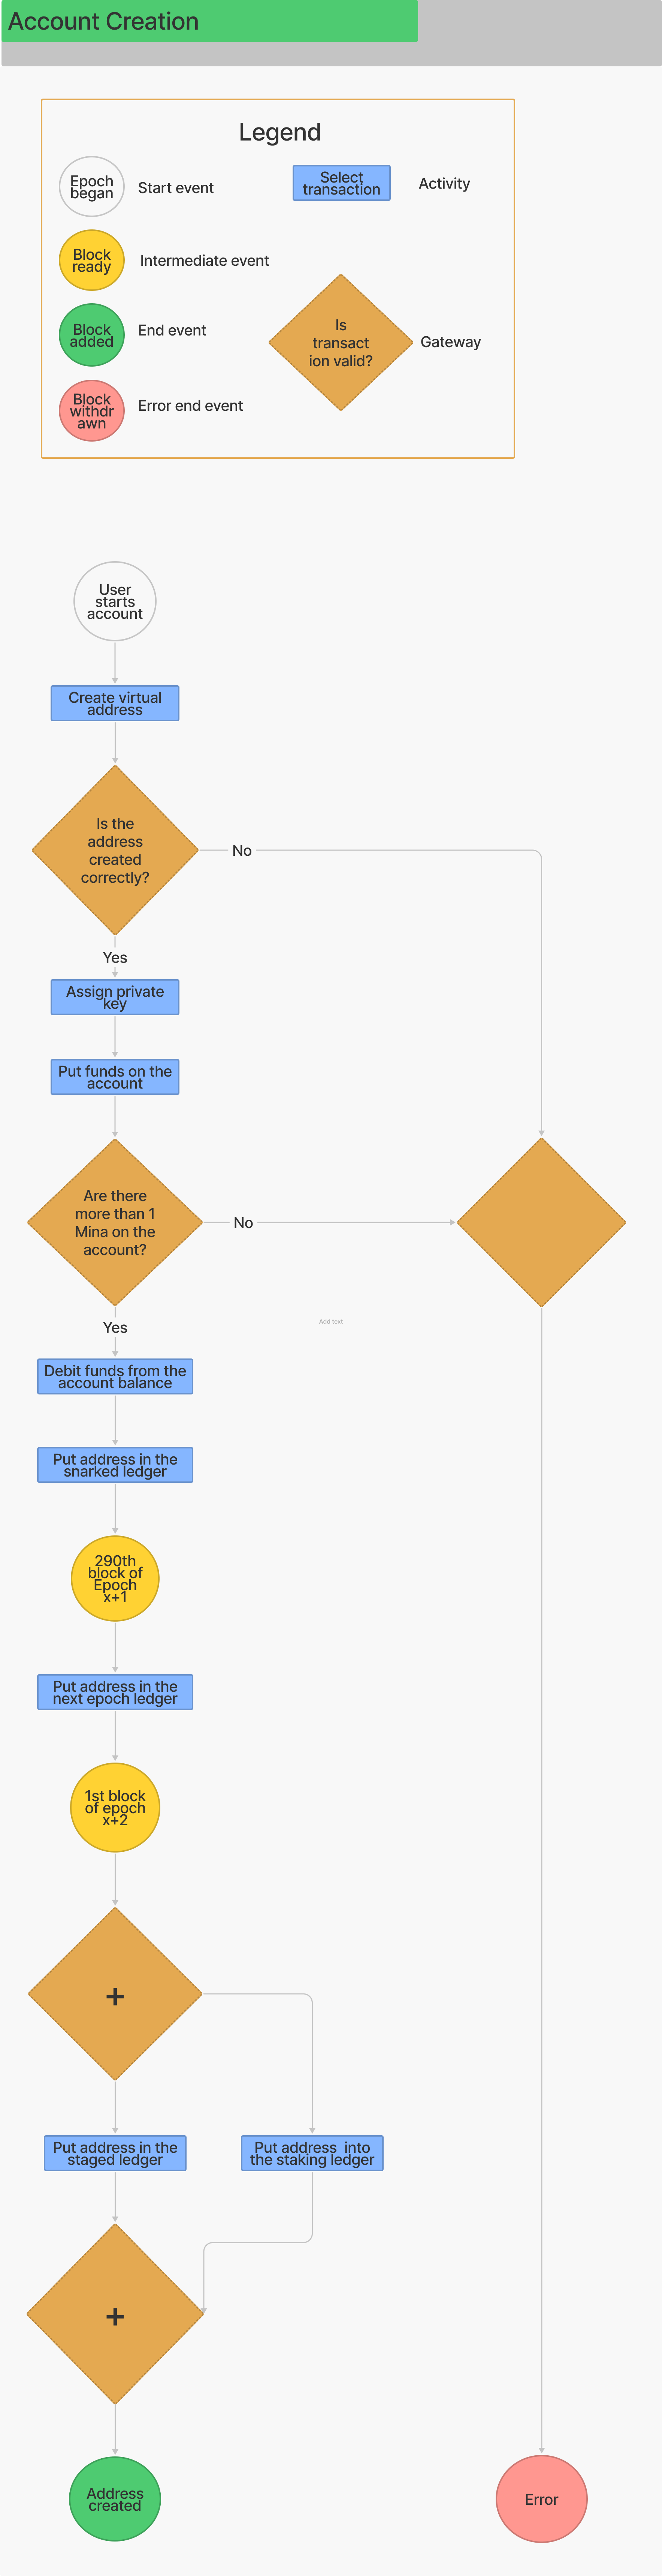 Account Creation
Legend
Epoch
began
Start event
Select
transaction
Activity
Block
ready
Intermediate event
Block
added
End event
Is
transact
ion valid?
Gateway
Block
withdr
awn
Error end event
User
starts
account
Create virtual
address
Is the
address
created
correctly?
No
Yes
Assign private
key
Put funds on the
account
Are there
more than 1
Mina on the
account?
No
Add text
Yes
Debit funds from the
account balance
Put address in the
snarked ledger
290th
block of
Epoch
x+1
Put address in the
next epoch ledger
1st block
of epoch
x+2
+
Put address in the
staged ledger
Put address into
the staking ledger
+
Address
created
Error